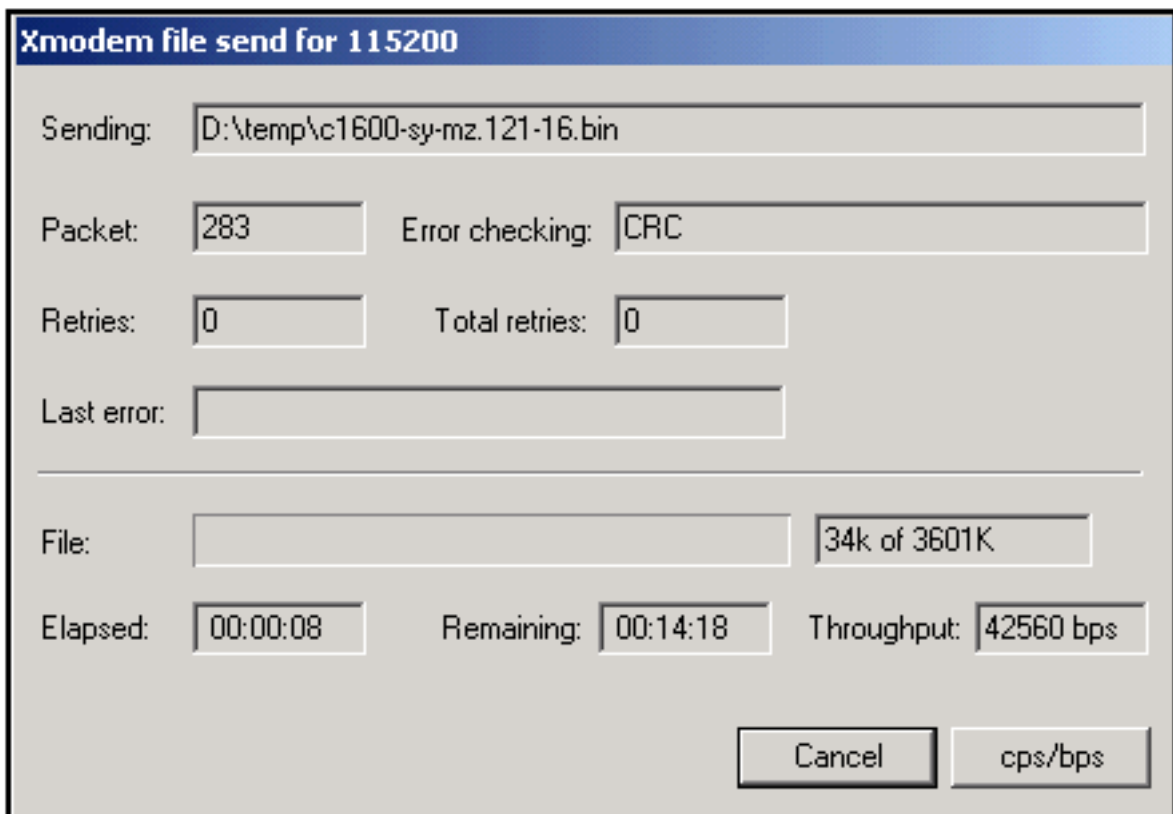 Xmodem file send for 115200
Sending: D:\temp\c1600-sy-mz.121-16.bin
Packet: 283 Error checking: CRC
Retries: 0 Total retries: 0
Last error:
File: 34k of 3601K
Elapsed: 00:00:08 Remaining: 00:14:18 Throughput: 42560 bps
Cancel cps/bps